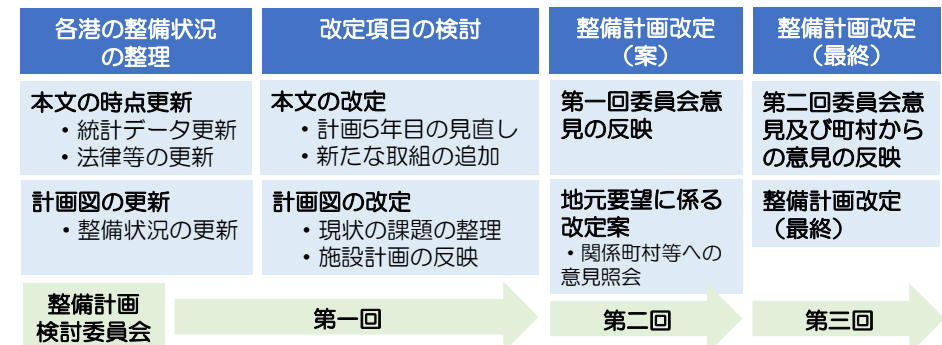 各港の整備状況
の整理
改定項目の検討
整備計画改定
（案）
整備計画改定
（最終）
本文の時点更新
・統計データ更新
・法律等の更新
本文の改定
・計画5年目の見直し
・新たな取組の追加
第一回委員会意
見の反映
第二回委員会意
見及び町村から
の意見の反映
計画図の更新
・整備状況の更新
計画図の改定
・現状の課題の整理
・施設計画の反映
地元要望に係る
改定案
・関係町村等への
意見照会
整備計画改定
（最終）
整備計画
検討委員会
第一回
第二回
第三回